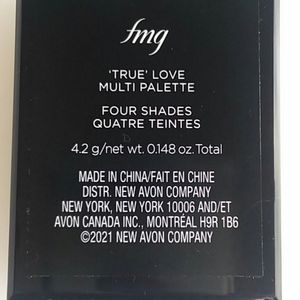 fmg
'TRUE' LOVE
MULTI PALETTE
FOUR SHADES
QUATRE TEINTES
4.2 g/net wt. 0.148 oz. Total
MADE IN CHINA/FAIT EN CHINE
DISTR. NEW AVON COMPANY
NEW YORK, NEW YORK 10006 AND/ET
AVON CANADA INC., MONTRÉAL H9R 1B6
©2021 NEW AVON COMPANY